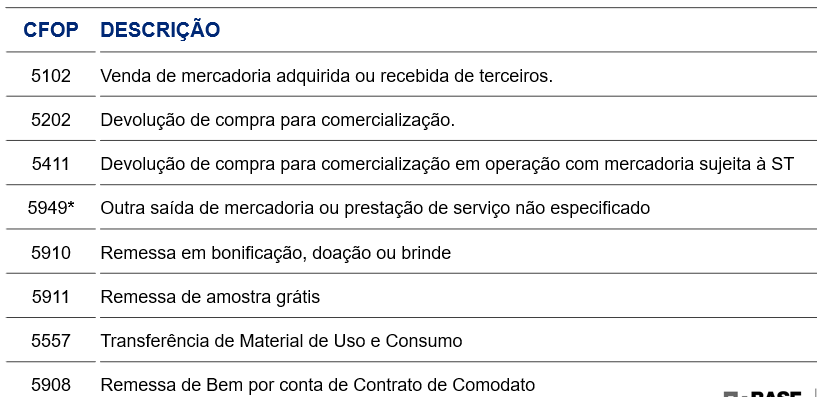 CFOP DESCRIÇÃO
5102 Venda de mercadoria adquirida ou recebida de terceiros.
5202 Devolução de compra para comercialização.
5411 Devolução de compra para comercialização em operação com mercadoria sujeita à ST
5949* Outra saída de mercadoria ou prestação de serviço não especificado
5910 Remessa em bonificação, doação ou brinde
5911 Remessa de amostra grátis
5557 Transferência de Material de Uso e Consumo
5908 Remessa de Bem por conta de Contrato de Comodato
BASF